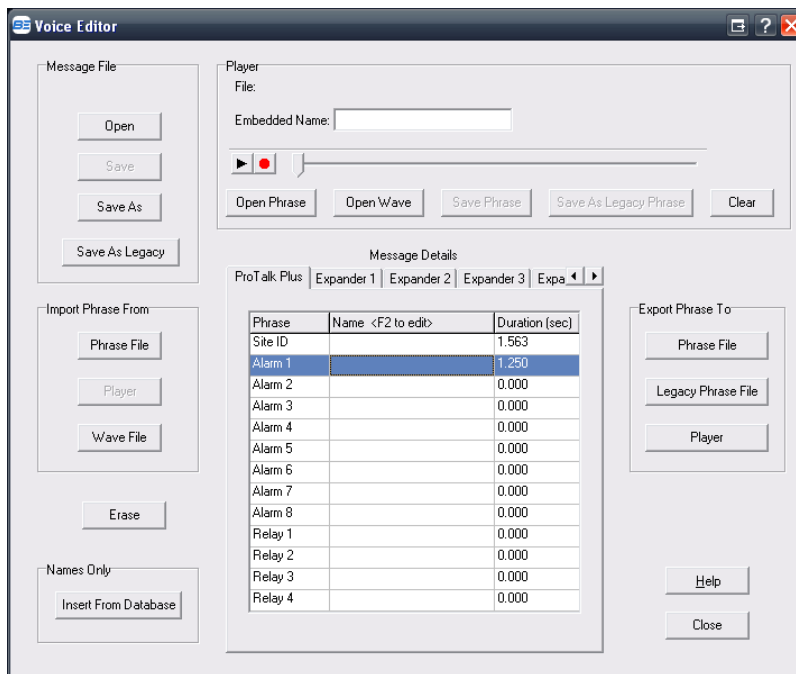 BE Voice Editor
Message File
Open
Save
Save As
Save As Legacy
Player
File:
Embedded Name:
Open Phrase
Open Wave
Save Phrase
Save As Legacy Phrase
Clear
Message Details
ProTalk Plus
Expander 1
Expander 2
Expander 3
Expa
Import Phrase From
Phrase File
Player
Wave File
Erase
Names Only
Insert From Database
Phrase Name <F2 to edit> Duration (sec)
Site ID 1.563
Alarm 1 1.250
Alarm 2 0.000
Alarm 3 0.000
Alarm 4 0.000
Alarm 5 0.000
Alarm 6 0.000
Alarm 7 0.000
Alarm 8 0.000
Relay 1 0.000
Relay 2 0.000
Relay 3 0.000
Relay 4 0.000
Export Phrase To
Phrase File
Legacy Phrase File
Player
Help
Close